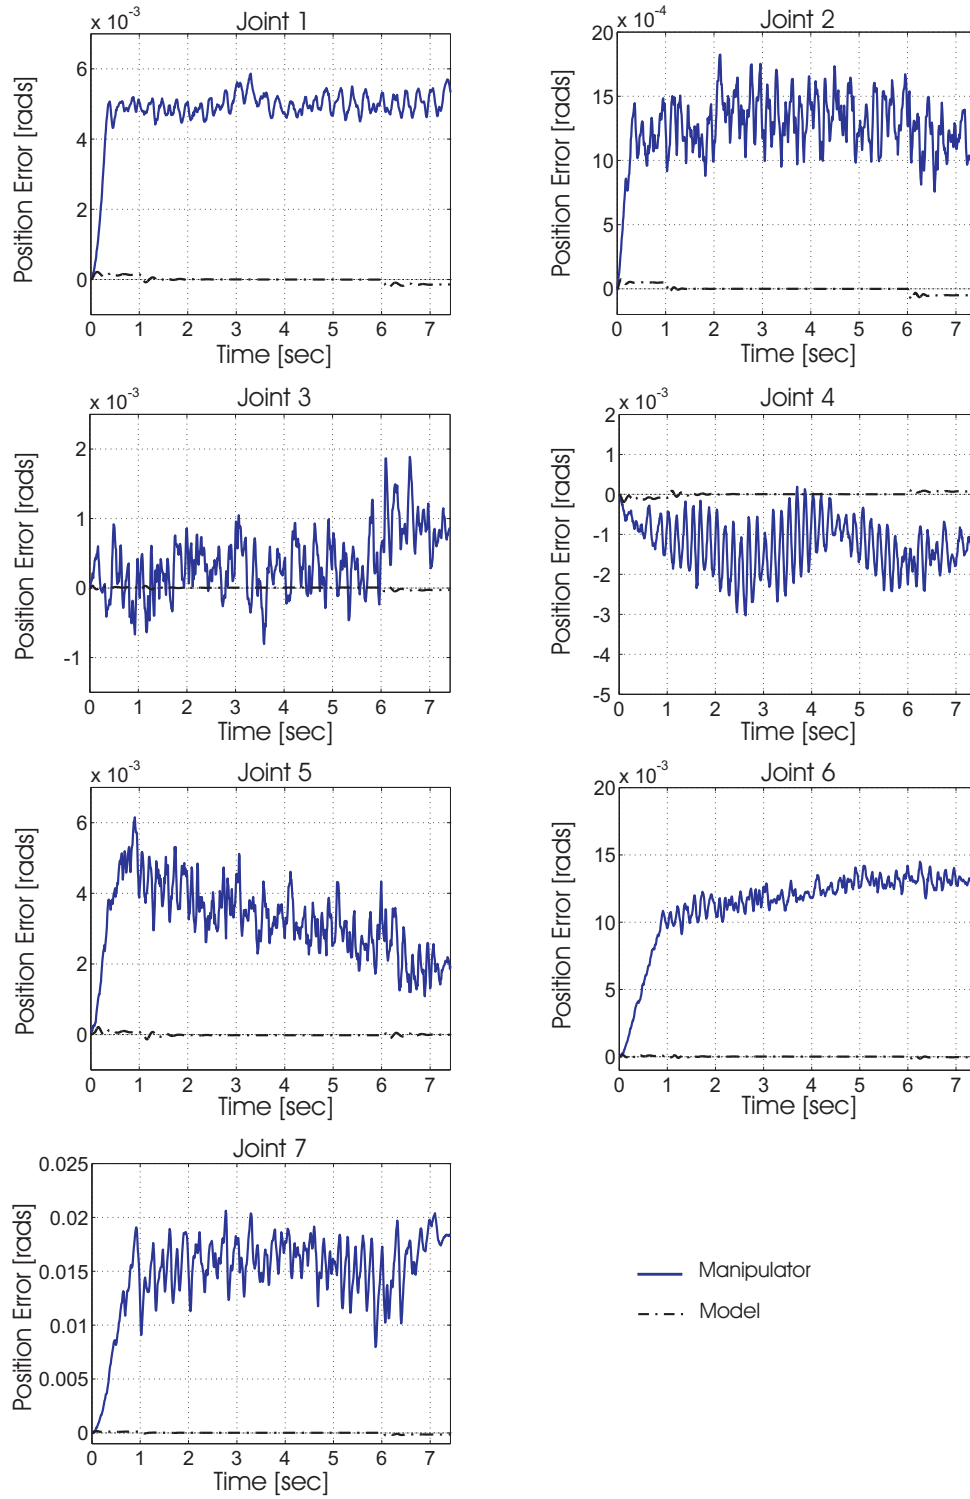 x 10⁻³ Joint 1
6
4
2
0
0 1 2 3 4 5 6 7
Time [sec]
Position Error [rads]
20 x 10⁻⁴ Joint 2
15
10
5
0
0 1 2 3 4 5 6 7
Time [sec]
Position Error [rads]
x 10⁻³ Joint 3
2
1
0
-1
0 1 2 3 4 5 6 7
Time [sec]
Position Error [rads]
2 x 10⁻³ Joint 4
1
0
-1
-2
-3
-4
-5
0 1 2 3 4 5 6 7
Time [sec]
Position Error [rads]
x 10⁻³ Joint 5
6
4
2
0
0 1 2 3 4 5 6 7
Time [sec]
Position Error [rads]
20 x 10⁻³ Joint 6
15
10
5
0
0 1 2 3 4 5 6 7
Time [sec]
Position Error [rads]
Joint 7
0.025
0.02
0.015
0.01
0.005
0
0 1 2 3 4 5 6 7
Time [sec]
Position Error [rads]
Manipulator
Model